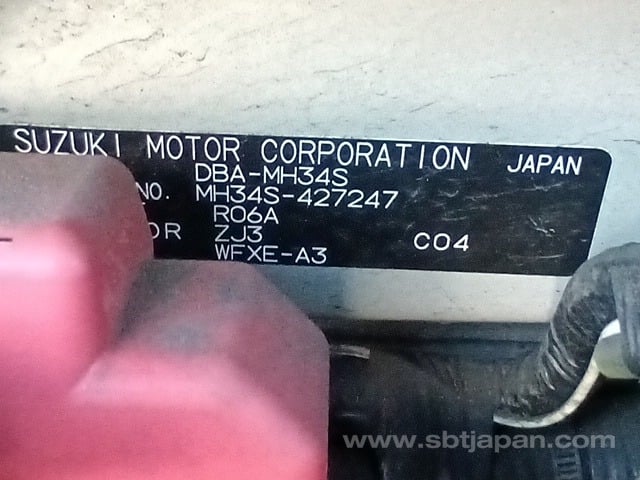 SUZUKI MOTOR CORPORATION JAPAN
DBA-MH34S
NO. MH34S-427247
R06A
OR ZJ3 C04
WFXE-A3
www.sbtjapan.com